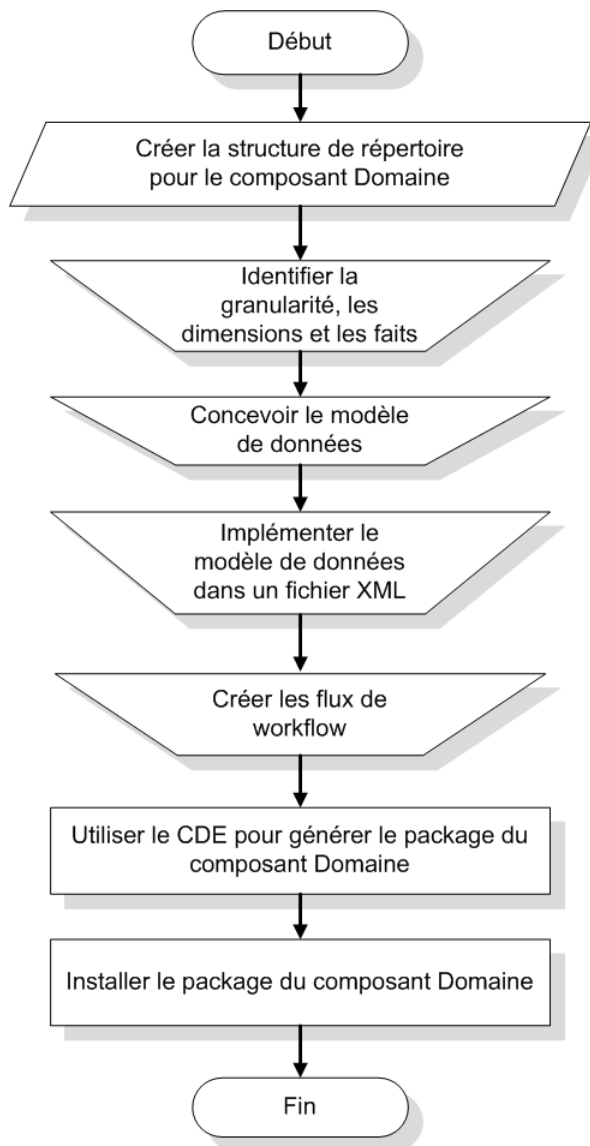 Début
Créer la structure de répertoire
pour le composant Domaine
Identifier la
granularité, les
dimensions et les faits
Concevoir le modèle
de données
Implémenter le
modèle de données
dans un fichier XML
Créer les flux de
workflow
Utiliser le CDE pour générer le package du
composant Domaine
Installer le package du composant Domaine
Fin